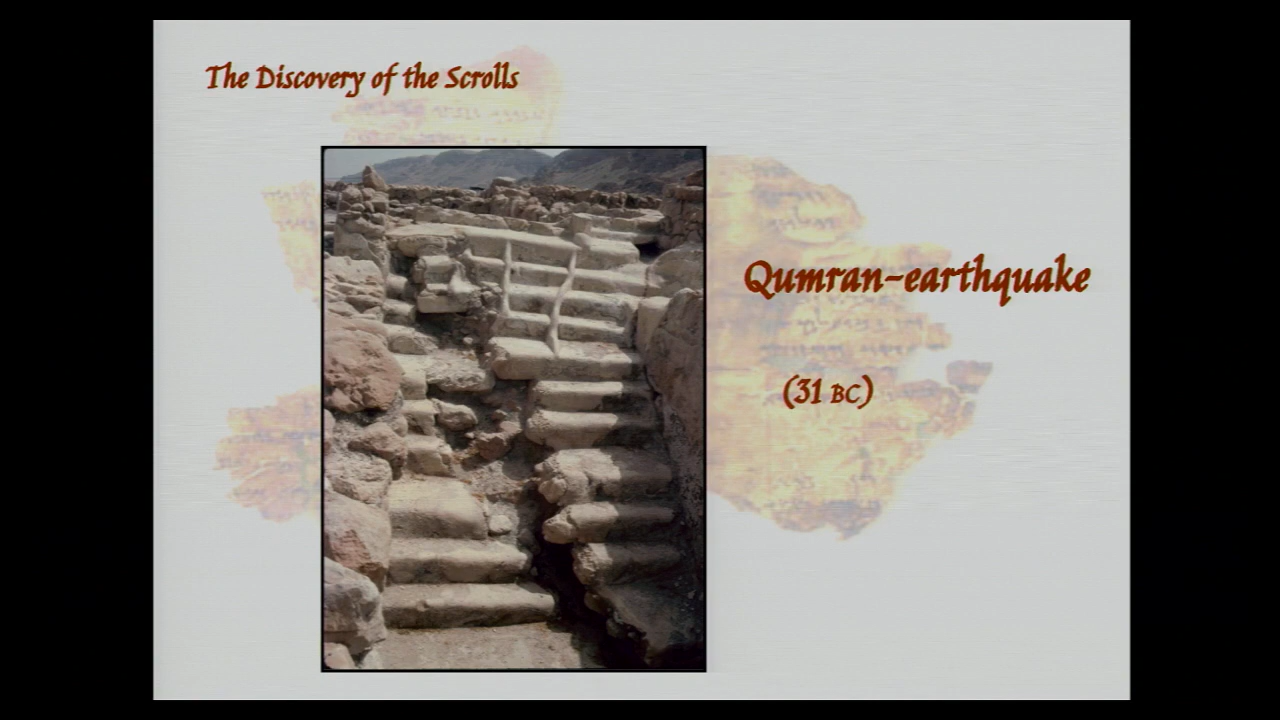 The Discovery of the Scrolls
Qumran-earthquake
(31 BC)